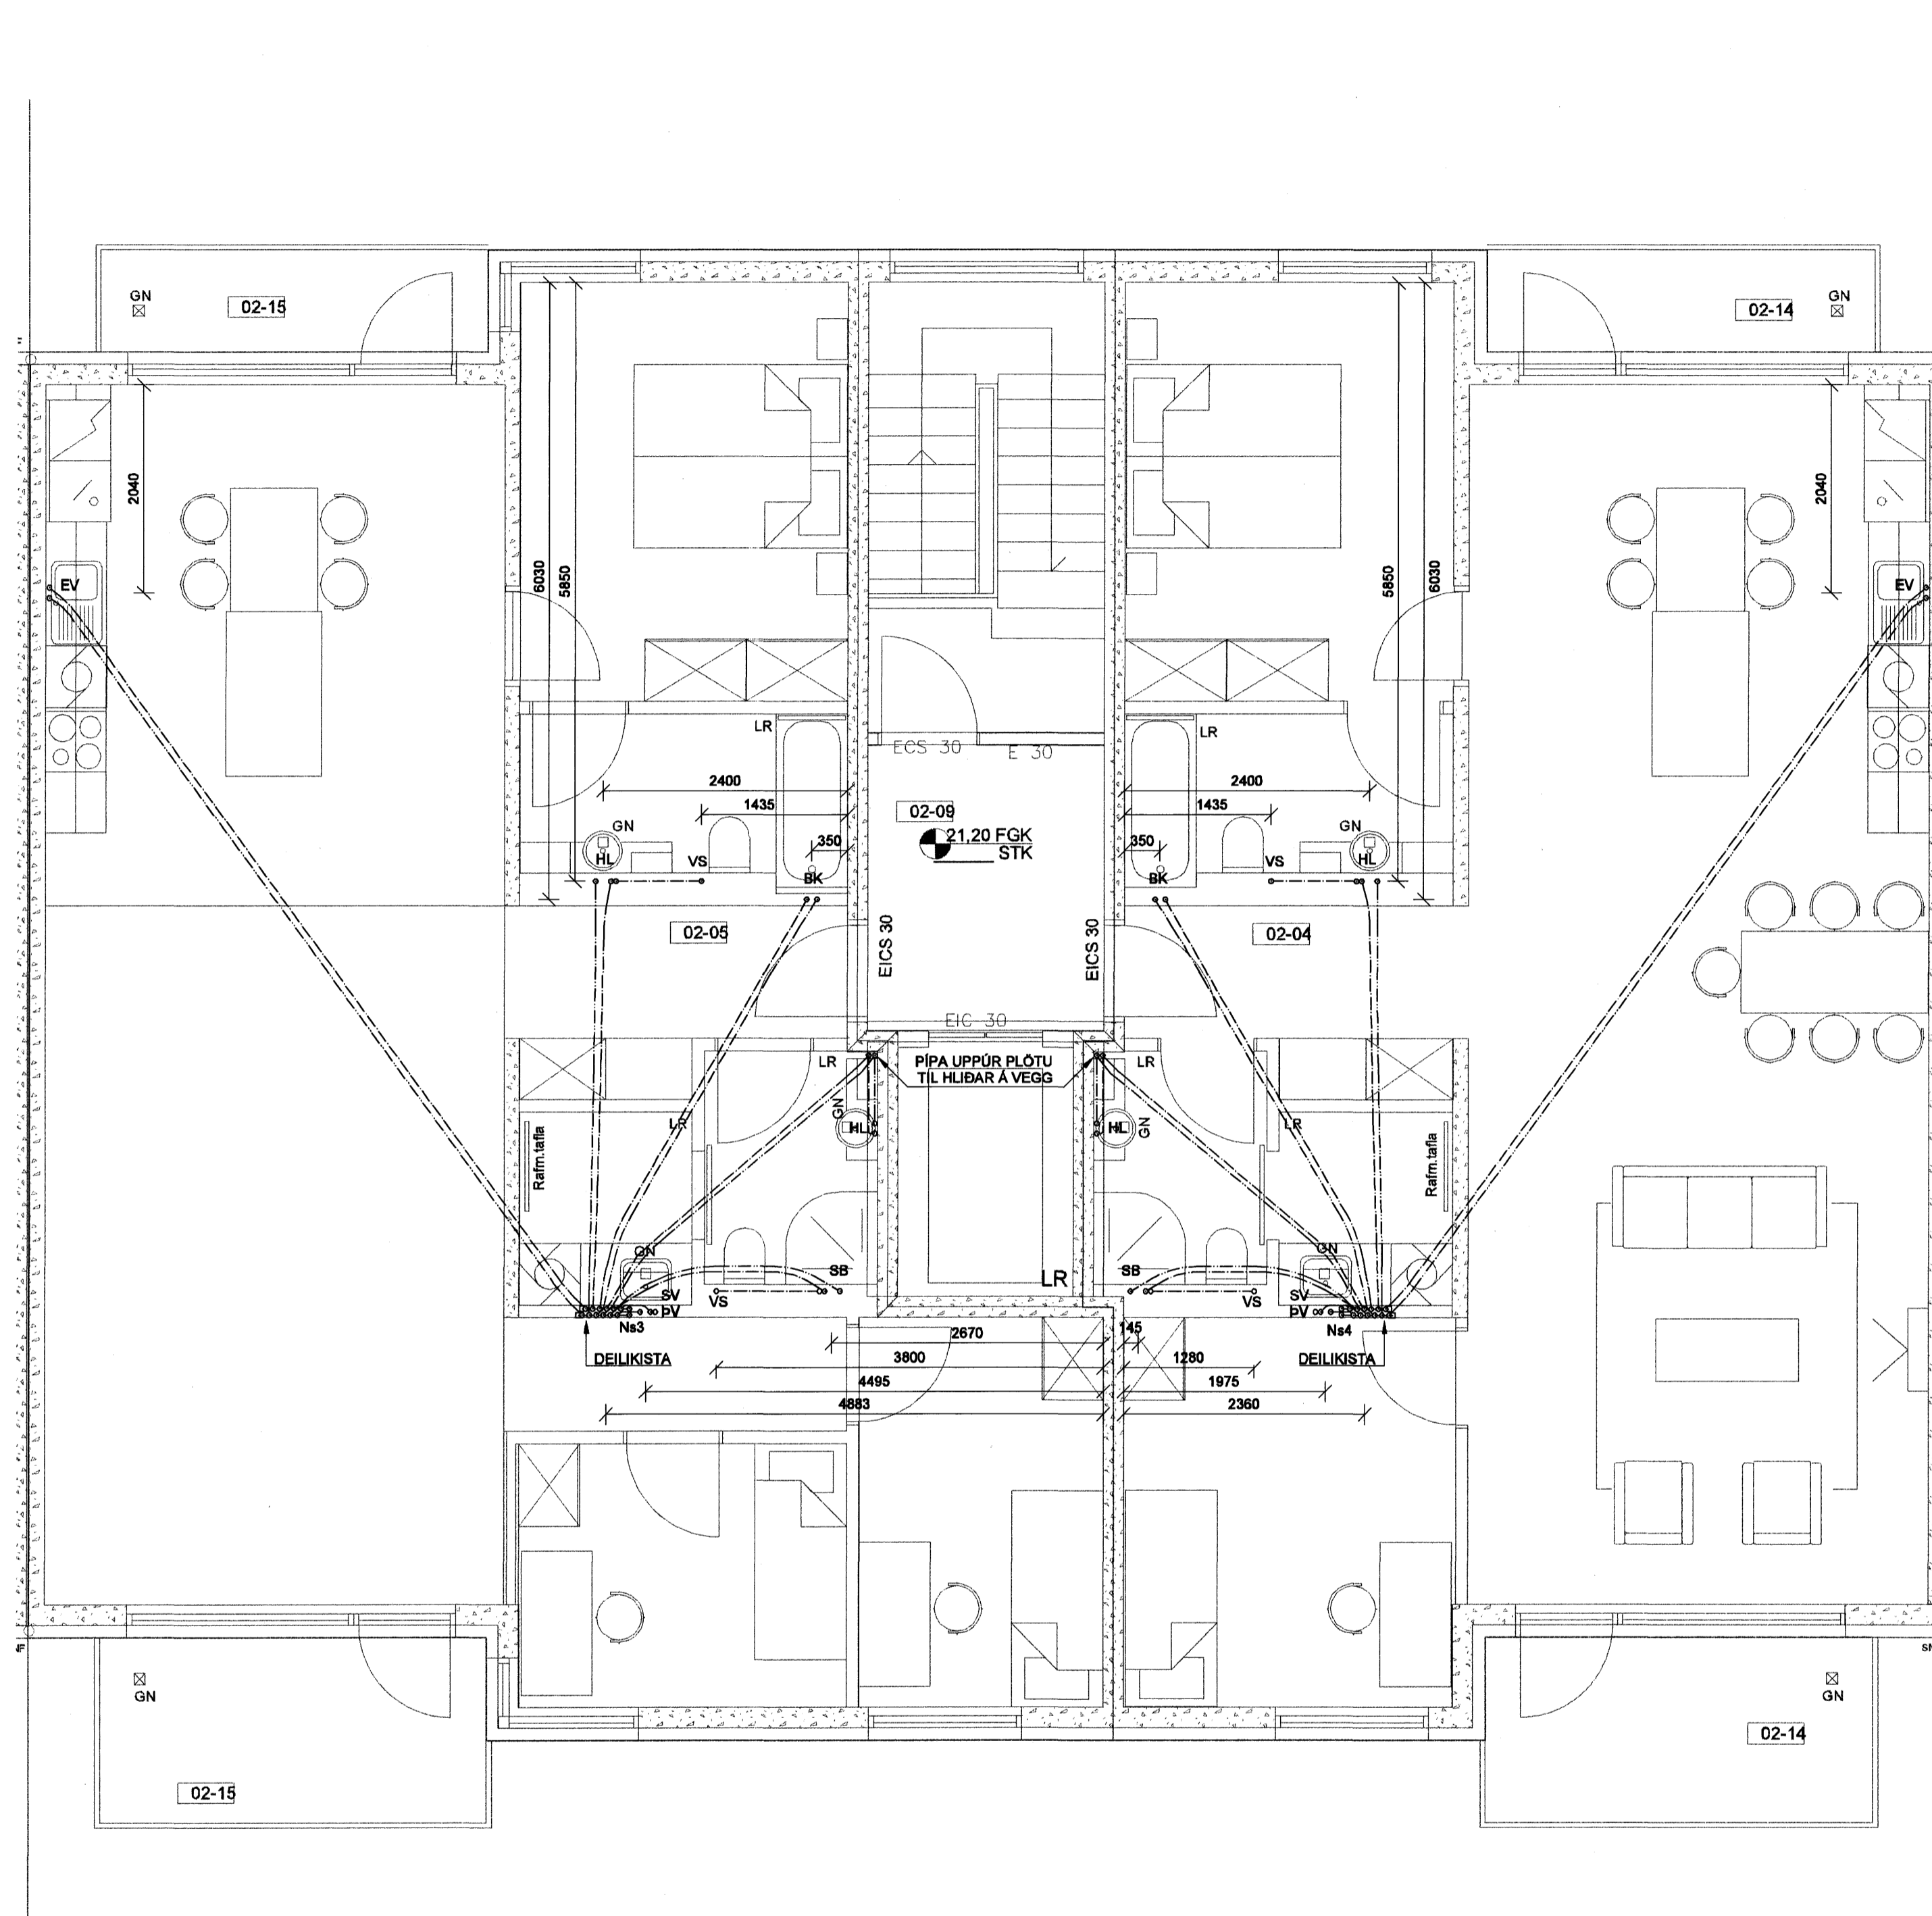 GN
02-15
02-14
GN
2040
6030
5850
5850
6030
2040
EV
EV
LR
ECS 30
E 30
LR
2400
2400
1435
02-09
1435
GN
21,20 FGK
GN
350
STK
350
HL
VS
VS
HL
BK
BK
02-05
EICS 30
EICS 30
02-04
EIC 30
LR
PÍPA UPPÚR PLÖTU
TIL HLIÐAR Á VEGG
LR
GN
HL
HL
GN
LR
LR
Rafm.tafla
Rafm.tafla
GN
GN
SB
LR
SB
SV
VS
VS
SV
ÞV
ÞV
Ns3
Ns4
2670
145
DEILIKISTA
3800
1280
DEILIKISTA
4495
1975
4883
2360
GN
GN
02-14
02-15